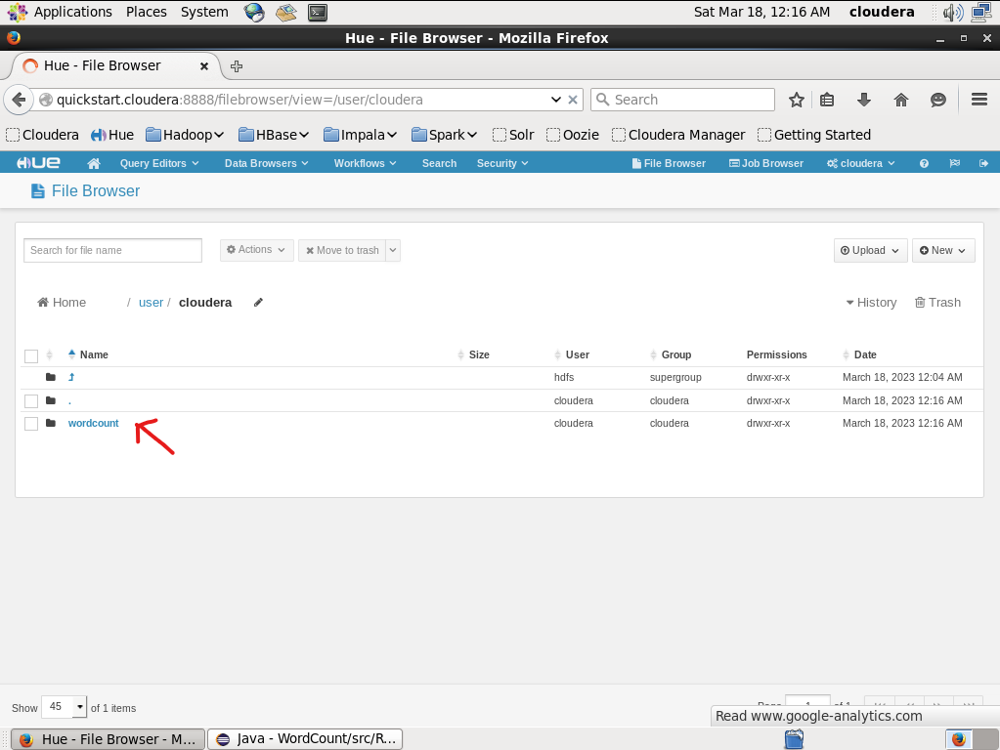 Applications Places System Sat Mar 18, 12:16 AM cloudera
Hue - File Browser - Mozilla Firefox
Hue - File Browser
quickstart.cloudera:8888/filebrowser/view=/user/cloudera Search
Cloudera Hue Hadoop HBase Impala Spark Solr Oozie Cloudera Manager Getting Started
HUE Query Editors Data Browsers Workflows Search Security File Browser Job Browser cloudera
File Browser
Search for file name Actions Move to trash Upload New
Home / user / cloudera History Trash
Name Size User Group Permissions Date
hdfs supergroup drwxr-xr-x March 18, 2023 12:04 AM
. cloudera cloudera drwxr-xr-x March 18, 2023 12:16 AM
wordcount cloudera cloudera drwxr-xr-x March 18, 2023 12:16 AM
Show 45 of 1 items Page 1 of 1
Read www.google-analytics.com
Hue - File Browser - M... Java - WordCount/src/R...